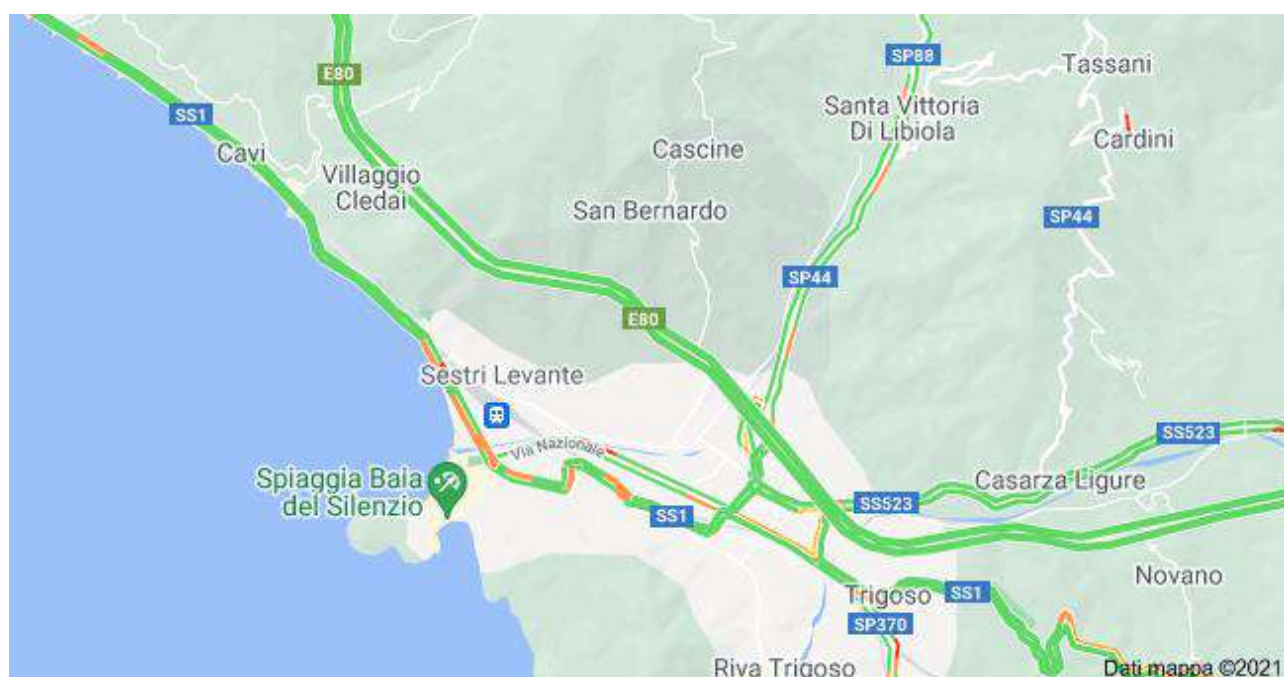 SP88
Tassani
E80
Santa Vittoria
Di Libiola
SS1
Cardini
Cavi
Cascine
Villaggio
Cledai
San Bernardo
SP44
SP44
E80
Sestri Levante
SS523
Via Nazionale
Spiaggia Baia
del Silenzio
Casarza Ligure
SS523
SS1
Novano
Trigoso
SS1
SP370
Riva Trigoso
Dati mappa ©2021